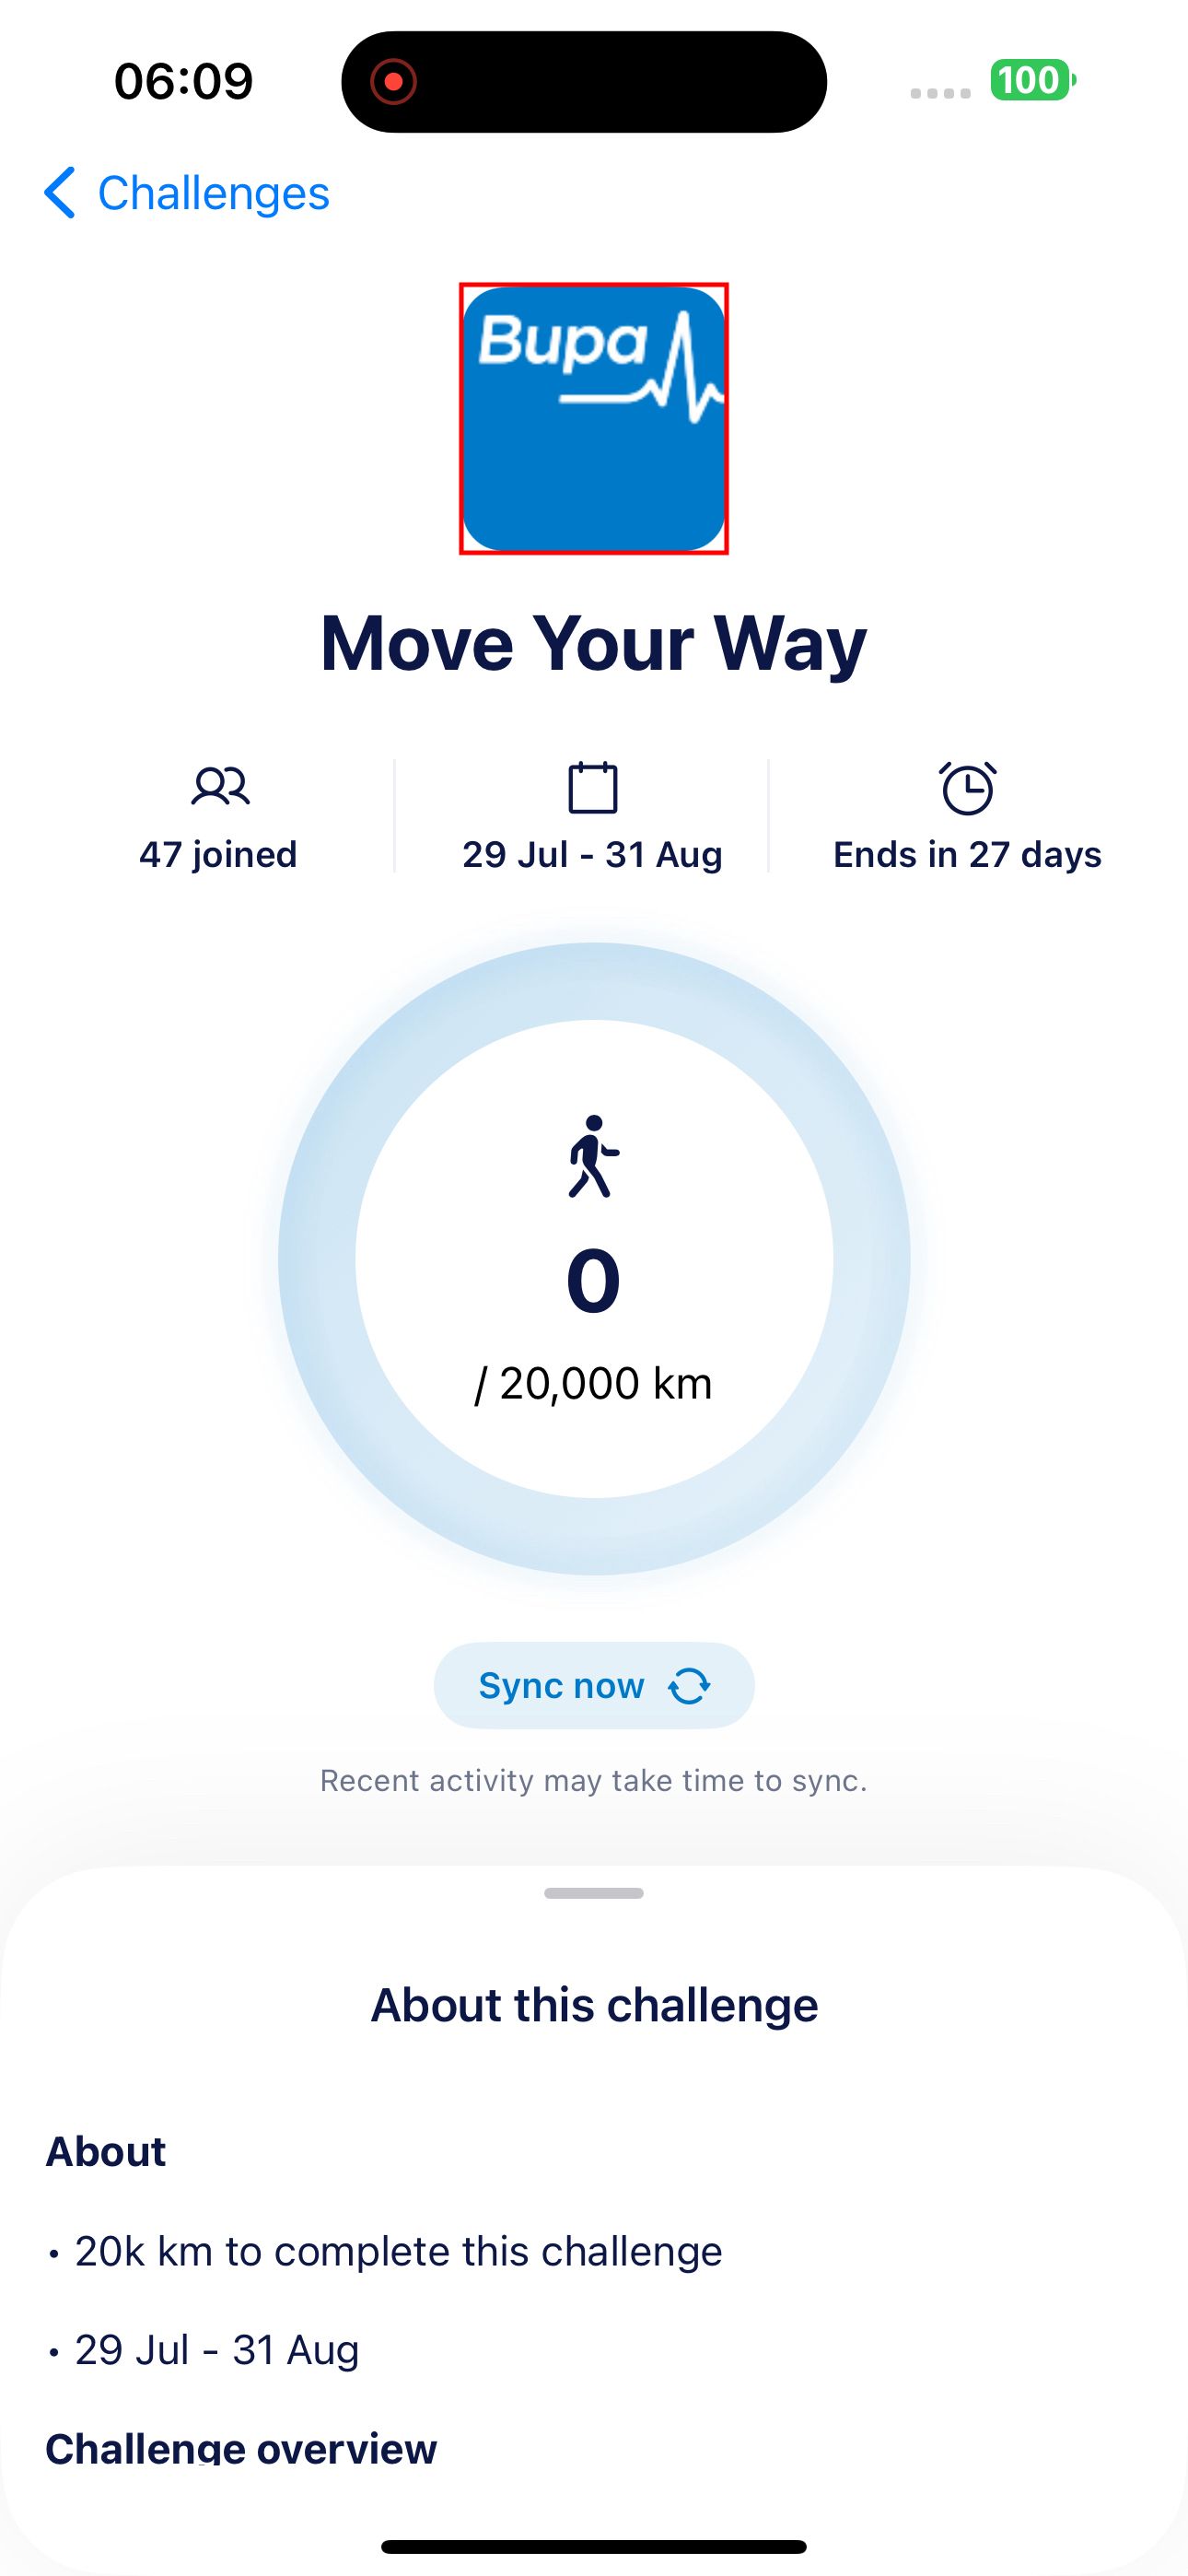 06:09
100
Challenges
Bupa
Move Your Way
47 joined
29 Jul - 31 Aug
Ends in 27 days
0
/ 20,000 km
Sync now
Recent activity may take time to sync.
About this challenge
About
• 20k km to complete this challenge
• 29 Jul - 31 Aug
Challenge overview